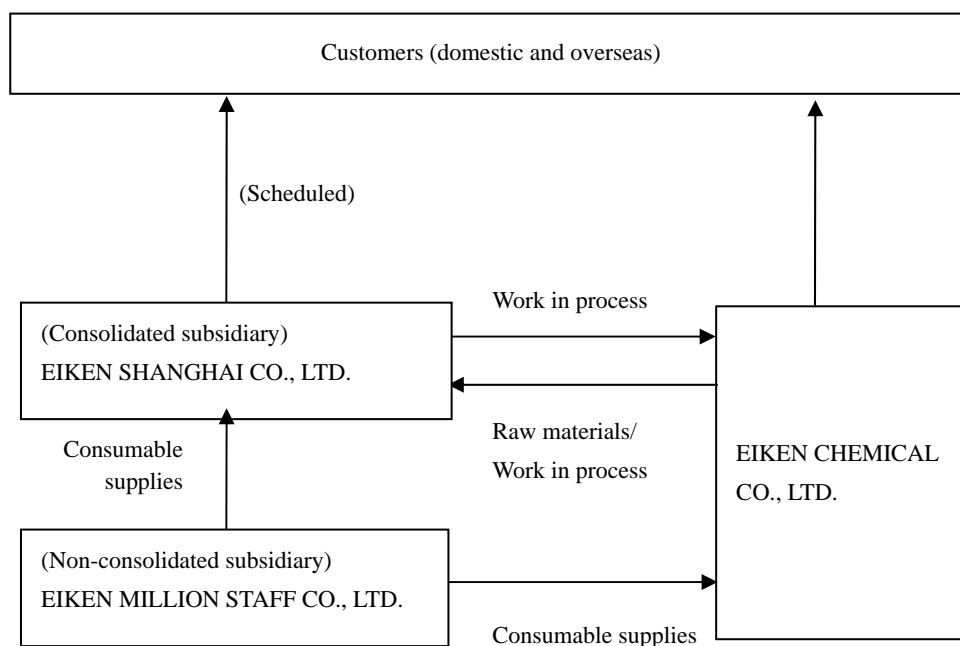 Customers (domestic and overseas)
(Scheduled)
Work in process
(Consolidated subsidiary)
EIKEN SHANGHAI CO., LTD.
Raw materials/
Work in process
Consumable
supplies
EIKEN CHEMICAL
CO., LTD.
(Non-consolidated subsidiary)
EIKEN MILLION STAFF CO., LTD.
Consumable supplies